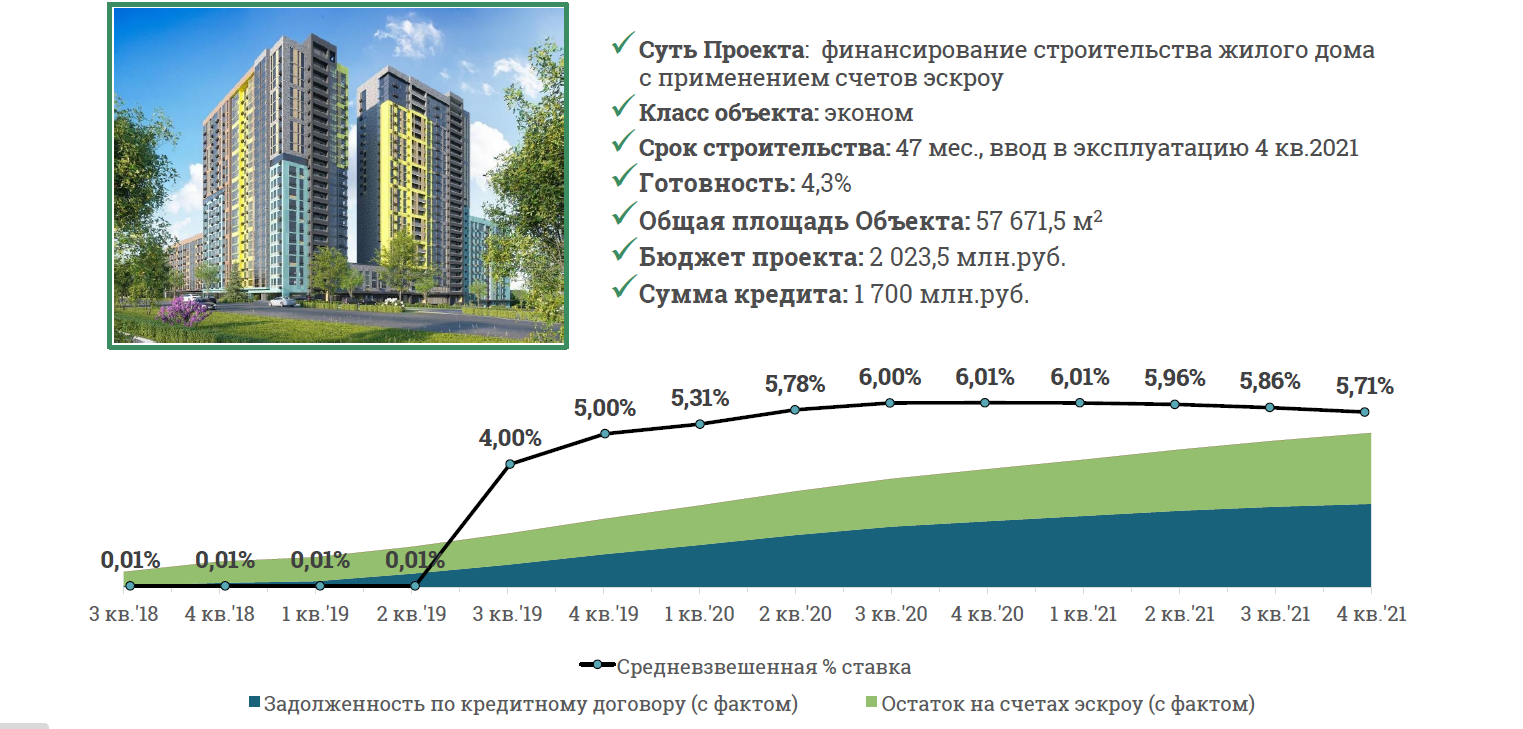 Суть Проекта: финансирование строительства жилого дома
с применением счетов эскроу
Класс объекта: эконом
Срок строительства: 47 мес., ввод в эксплуатацию 4 кв.2021
Готовность: 4,3%
Общая площадь Объекта: 57 671,5 м²
Бюджет проекта: 2 023,5 млн.руб.
Сумма кредита: 1 700 млн.руб.
0,01% 0,01% 0,01% 0,01% 4,00% 5,00% 5,31% 5,78% 6,00% 6,01% 6,01% 5,96% 5,86% 5,71%
3 кв.'18 4 кв.'18 1 кв.'19 2 кв.'19 3 кв.'19 4 кв.'19 1 кв.'20 2 кв.'20 3 кв.'20 4 кв.'20 1 кв.'21 2 кв.'21 3 кв.'21 4 кв.'21
Средневзвешенная % ставка
Задолженность по кредитному договору (с фактом) Остаток на счетах эскроу (с фактом)